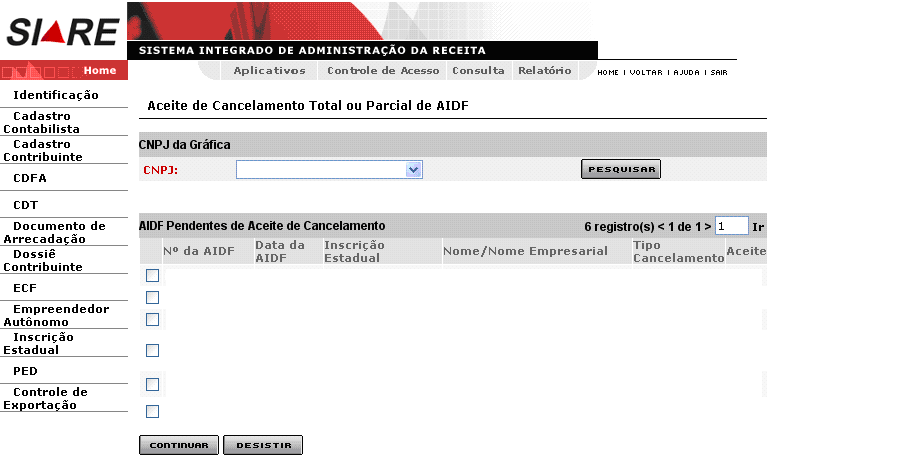 SIARE
SISTEMA INTEGRADO DE ADMINISTRAÇÃO DA RECEITA
Home
Aplicativos Controle de Acesso Consulta Relatório
HOME | VOLTAR | AJUDA | SAIR
Identificação
Cadastro
Contabilista
Cadastro
Contribuinte
CDFA
CDT
Documento de
Arrecadação
Dossiê
Contribuinte
ECF
Empreendedor
Autônomo
Inscrição
Estadual
PED
Controle de
Exportação
Aceite de Cancelamento Total ou Parcial de AIDF
CNPJ da Gráfica
CNPJ:
PESQUISAR
AIDF Pendentes de Aceite de Cancelamento 6 registro(s) < 1 de 1 > 1 Ir
Nº da AIDF Data da AIDF Inscrição Estadual Nome/Nome Empresarial Tipo Cancelamento Aceite
CONTINUAR DESISTIR